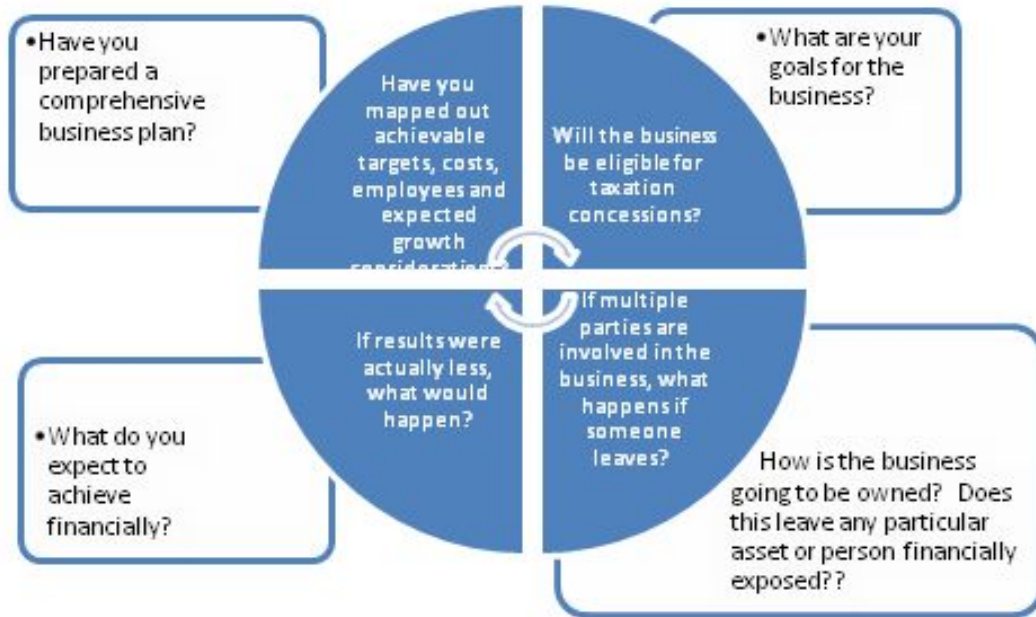 •Have you
prepared a
comprehensive
business plan?
Have you
mapped out
achievable
targets, costs,
employees and
expected
growth
considerations?
Will the business
be eligible for
taxation
concessions?
•What are your
goals for the
business?
•What do you
expect to
achieve
financially?
If results were
actually less,
what would
happen?
If multiple
parties are
involved in the
business, what
happens if
someone
leaves?
How is the business
going to be owned? Does
this leave any particular
asset or person financially
exposed??